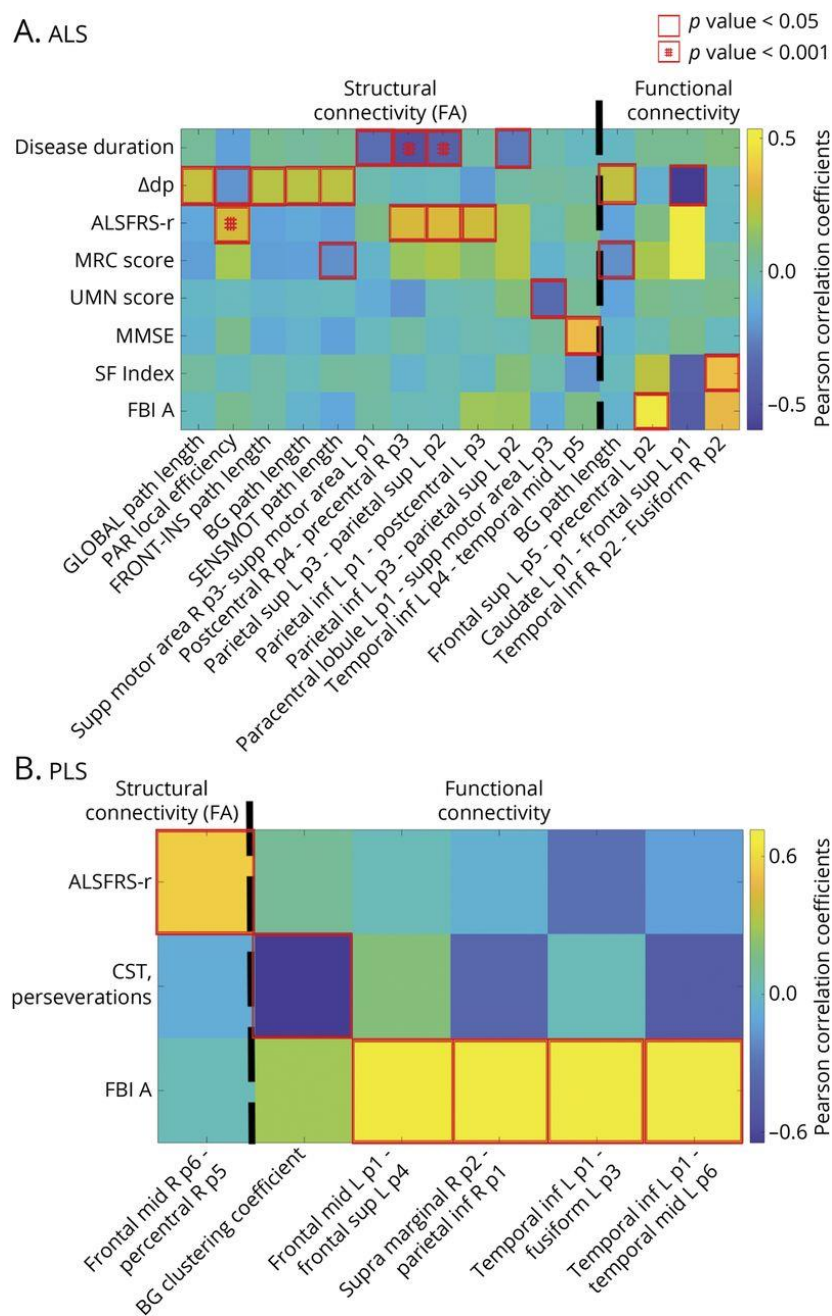 A. ALS
p value < 0.05
p value < 0.001
Structural
connectivity (FA)
Functional
connectivity
Disease duration
Δdp
ALSFRS-r
MRC score
UMN score
MMSE
SF Index
FBI A
0.5
0.0
–0.5
Pearson correlation coefficients
GLOBAL path length
PAR local efficiency
FRONT-INS path length
BG path length
SENSMOT path length
Supp motor area R p3- supp motor area L p1
Postcentral R p4 - precentral R p3
Parietal sup L p3 - parietal sup L p2
Parietal inf L p1 - postcentral L p3
Parietal inf L p3 - parietal sup L p2
Paracentral lobule L p1 - supp motor area L p3
Temporal inf L p4 - temporal mid L p5
BG path length
Frontal sup L p5 - precentral L p2
Caudate L p1 - frontal sup L p1
Temporal Inf R p2 - Fusiform R p2
B. PLS
Structural
connectivity (FA)
Functional
connectivity
ALSFRS-r
CST,
perseverations
FBI A
0.6
0.0
–0.6
Pearson correlation coefficients
Frontal mid R p6 -
percentral R p5
BG clustering coefficient
Frontal mid L p1 -
frontal sup L p4
Supra marginal R p2 -
parietal inf R p1
Temporal inf L p1 -
fusiform L p3
Temporal inf L p1 -
temporal mid L p6